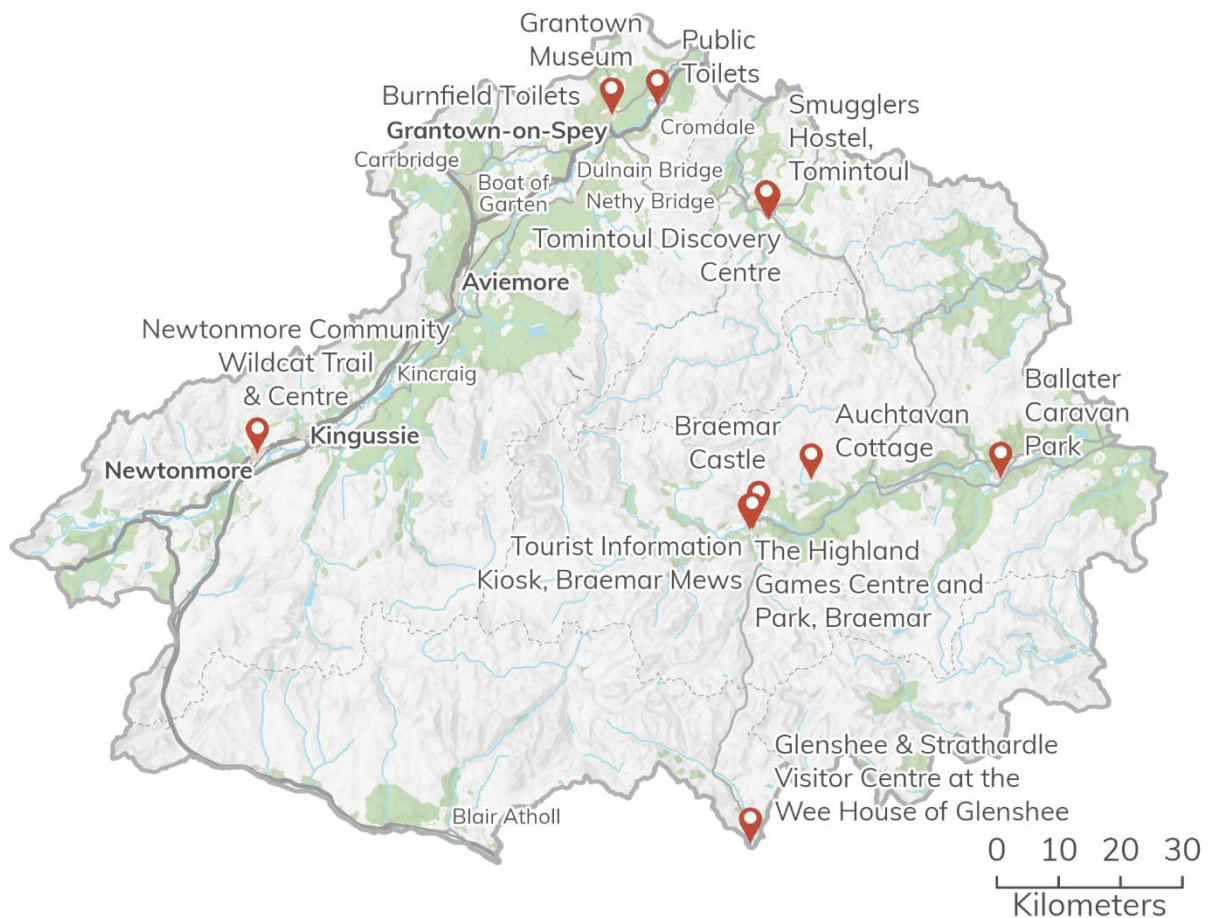 Grantown
Museum
Public
Toilets
Burnfield Toilets
Smugglers
Hostel,
Tomintoul
Grantown-on-Spey
Cromdale
Carrbridge
Dulnain Bridge
Boat of
Garten
Nethy Bridge
Tomintoul Discovery
Centre
Aviemore
Newtonmore Community
Wildcat Trail
& Centre
Kincraig
Ballater
Caravan
Park
Auchtavan
Cottage
Braemar
Castle
Kingussie
Newtonmore
Tourist Information
Kiosk, Braemar Mews
The Highland
Games Centre and
Park, Braemar
Glenshee & Strathardle
Visitor Centre at the
Wee House of Glenshee
Blair Atholl
0 10 20 30
Kilometers